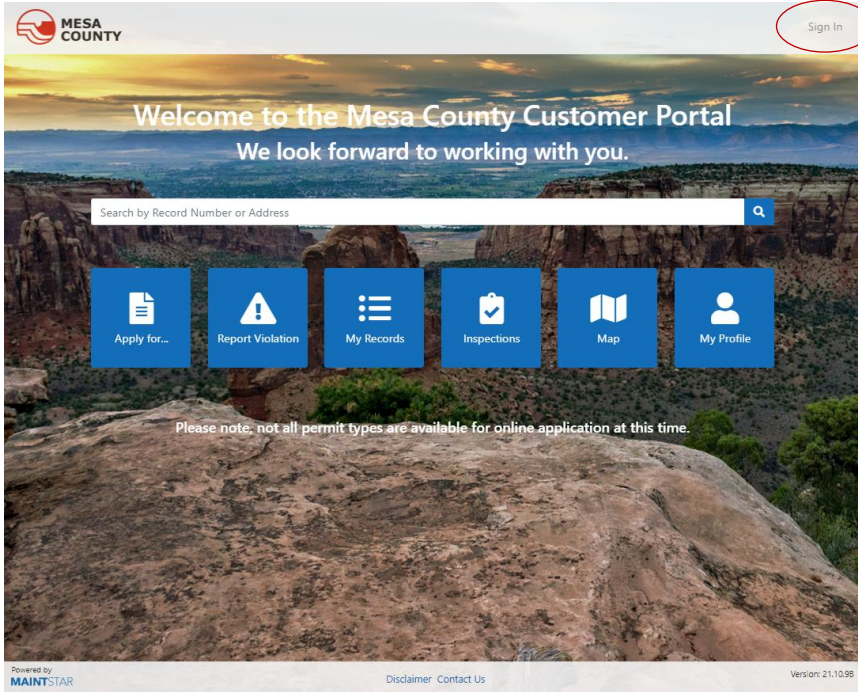 MESA
COUNTY
Sign In
Welcome to the Mesa County Customer Portal
We look forward to working with you.
Search by Record Number or Address
Apply for...
Report Violation
My Records
Inspections
Map
My Profile
Please note, not all permit types are available for online application at this time.
Powered by
MAINTSTAR
Disclaimer Contact Us
Version: 21.10.9B